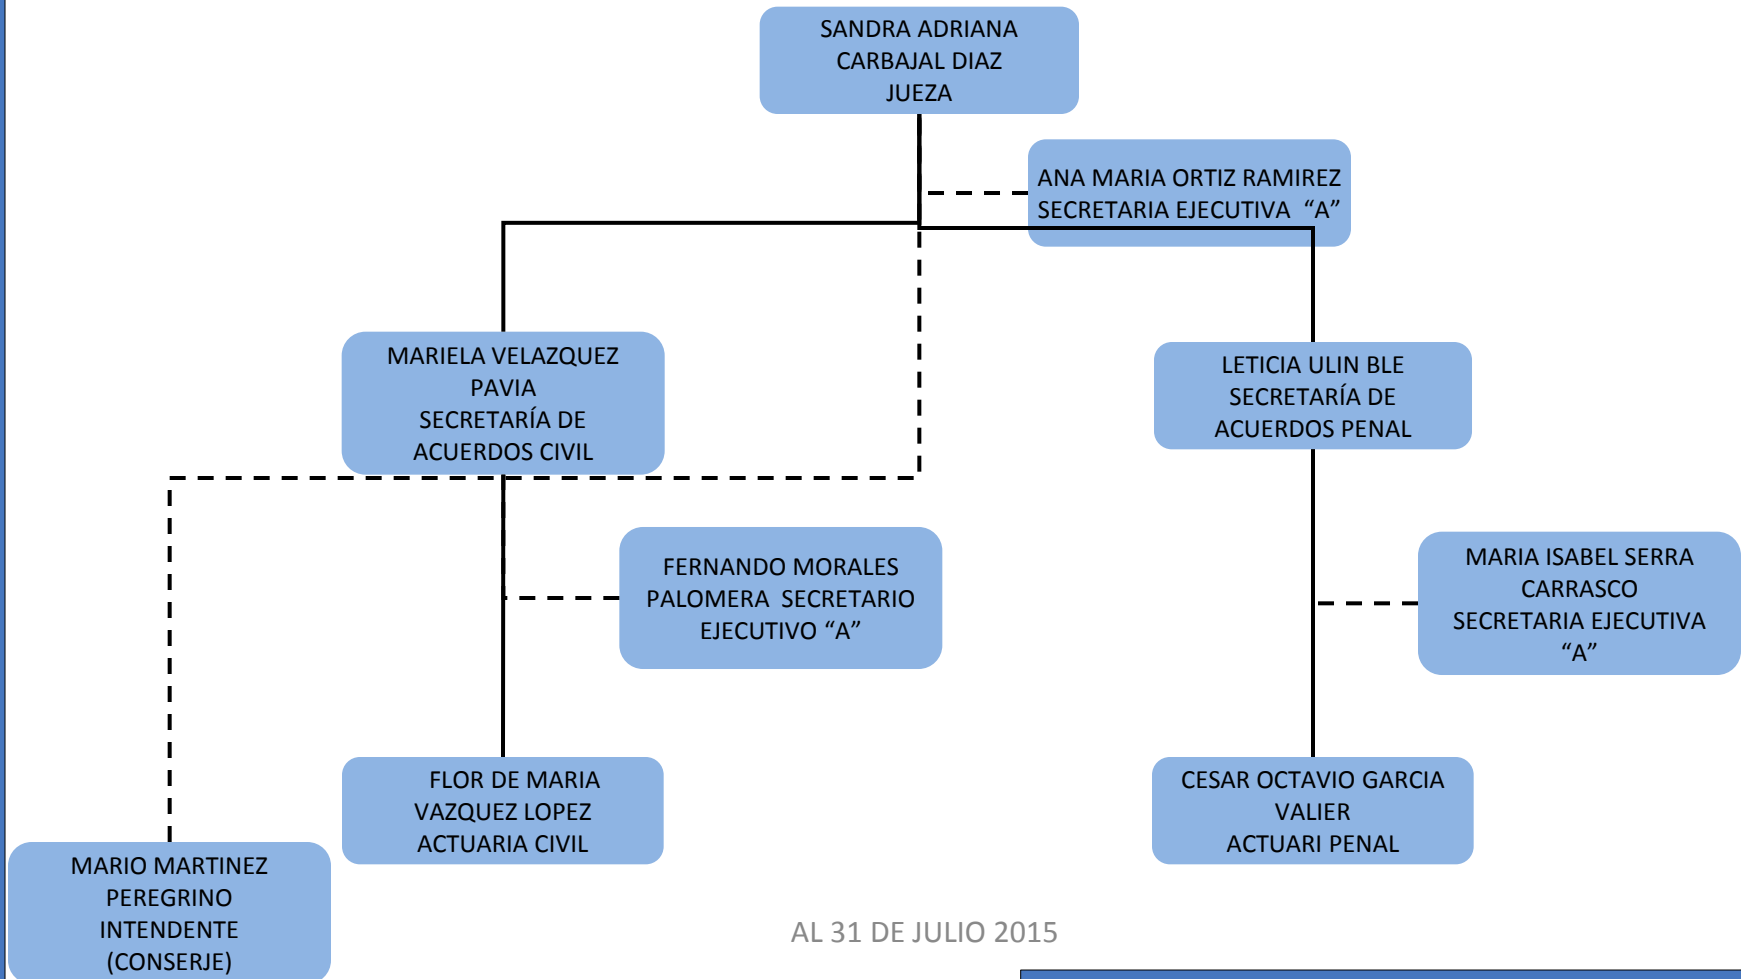 SANDRA ADRIANA
CARBAJAL DIAZ
JUEZA
ANA MARIA ORTIZ RAMIREZ
SECRETARIA EJECUTIVA “A”
MARIELA VELAZQUEZ
PAVIA
SECRETARÍA DE
ACUERDOS CIVIL
LETICIA ULIN BLE
SECRETARÍA DE
ACUERDOS PENAL
FERNANDO MORALES
PALOMERA SECRETARIO
EJECUTIVO “A”
MARIA ISABEL SERRA
CARRASCO
SECRETARIA EJECUTIVA
“A”
FLOR DE MARIA
VAZQUEZ LOPEZ
ACTUARIA CIVIL
CESAR OCTAVIO GARCIA
VALIER
ACTUARI PENAL
MARIO MARTINEZ
PEREGRINO
INTENDENTE
(CONSERJE)
AL 31 DE JULIO 2015